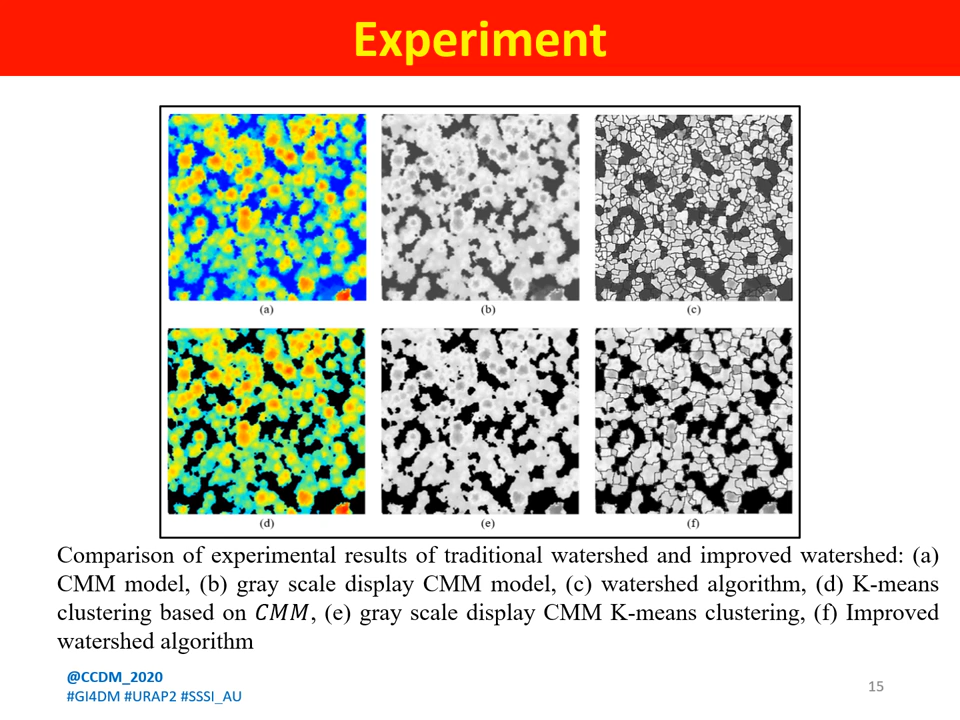 Experiment
(a)
(b)
(c)
(d)
(e)
(f)
Comparison of experimental results of traditional watershed and improved watershed: (a)
CMM model, (b) gray scale display CMM model, (c) watershed algorithm, (d) K-means
clustering based on 𝐶𝑀𝑀, (e) gray scale display CMM K-means clustering, (f) Improved
watershed algorithm
@CCDM_2020
#GI4DM #URAP2 #SSSI_AU
15